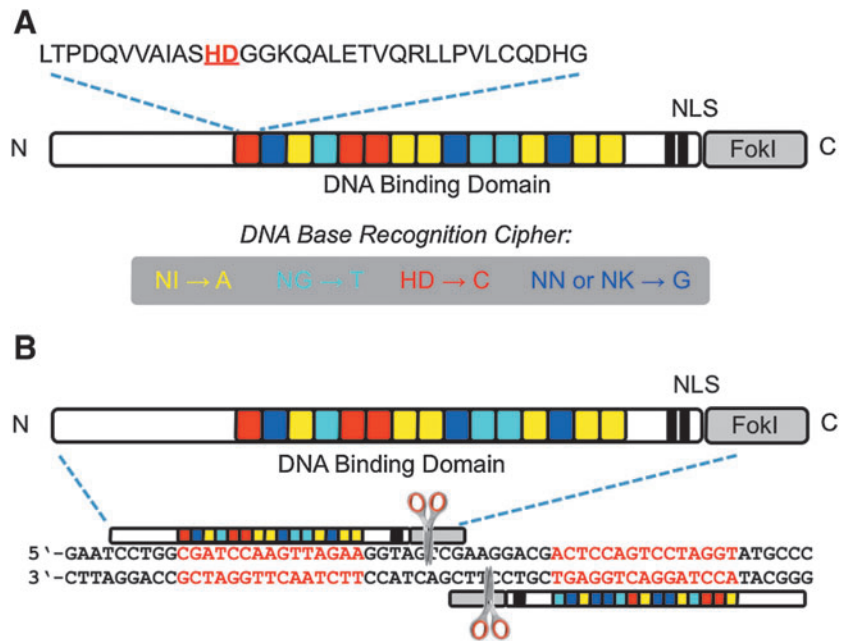 A
LTPDQVVAIASHDGGKQALETVQRLLPVLCQDHG
NLS
N
FokI
C
DNA Binding Domain
DNA Base Recognition Cipher:
NI → A NG → T HD → C NN or NK → G
B
NLS
N
FokI
C
DNA Binding Domain
5`-GAATCCTGGCGATCCAAGTTAGAAGGTAGTCGAAGGACGACTCCAGTCCTAGGTATGCCC
3`-CTTAGGACCGCTAGGTTCAATCTTCCATCAGCTTCCTGCTGAGGTCAGGATCCATACGGG